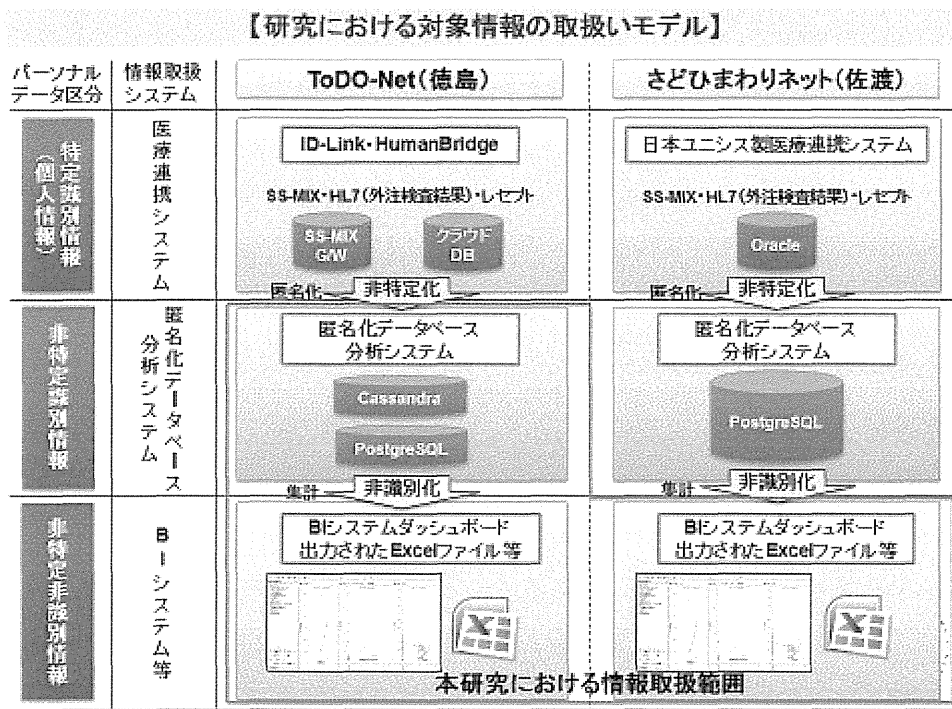 【研究における対象情報の取扱いモデル】
パーソナル
データ区分
情報取扱
システム
ToDO-Net(徳島)
さどひまわりネット(佐渡)
特定識別情報
(個人情報)
医療連携システム
ID-Link・HumanBridge
SS-MIX・HL7(外注検査結果)・レセプト
SS-MIX
G/W
クラウド
DB
匿名化
非特定化
日本ユニシス製医療連携システム
SS-MIX・HL7(外注検査結果)・レセプト
Oracle
匿名化
非特定化
非特定識別情報
匿名化データベース
分析システム
匿名化データベース
分析システム
Cassandra
PostgreSQL
集計
非識別化
匿名化データベース
分析システム
PostgreSQL
集計
非識別化
非特定非識別情報
BIシステム等
BIシステムダッシュボード
出力されたExcelファイル等
BIシステムダッシュボード
出力されたExcelファイル等
本研究における情報取扱範囲